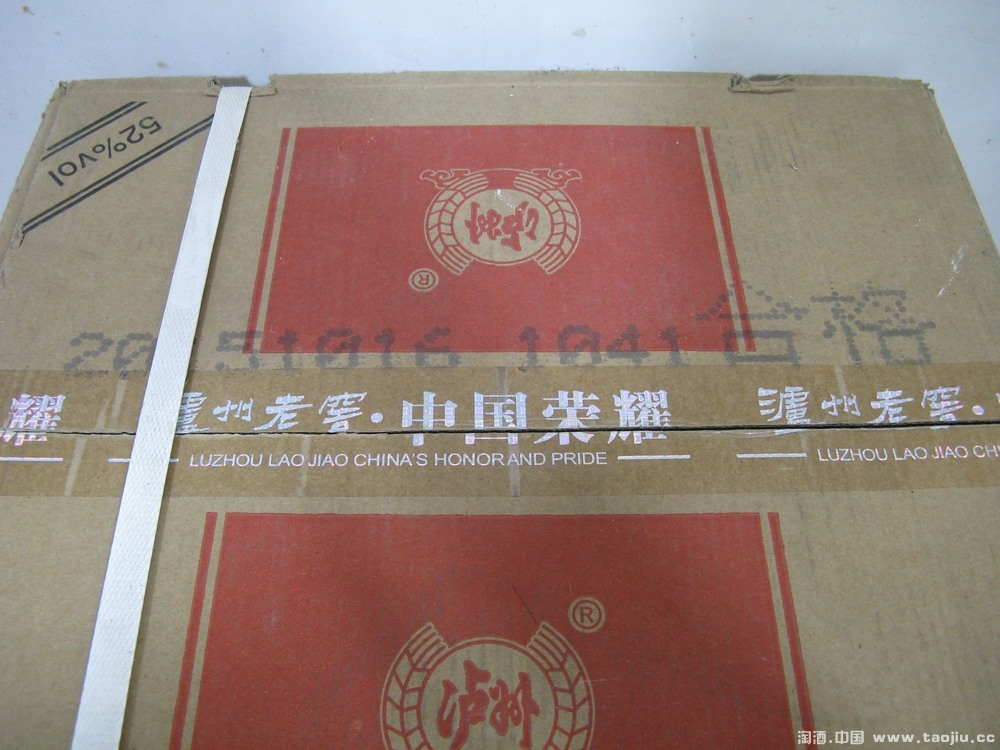 52%vol
泸州
®
20 51016 1041 合格
耀 瀘州老窖·中国荣耀 瀘州老窖·
LUZHOU LAO JIAO CHINA'S HONOR AND PRIDE LUZHOU LAO JIAO CH
®
泸州
淘酒.中国 www.taojiu.cc